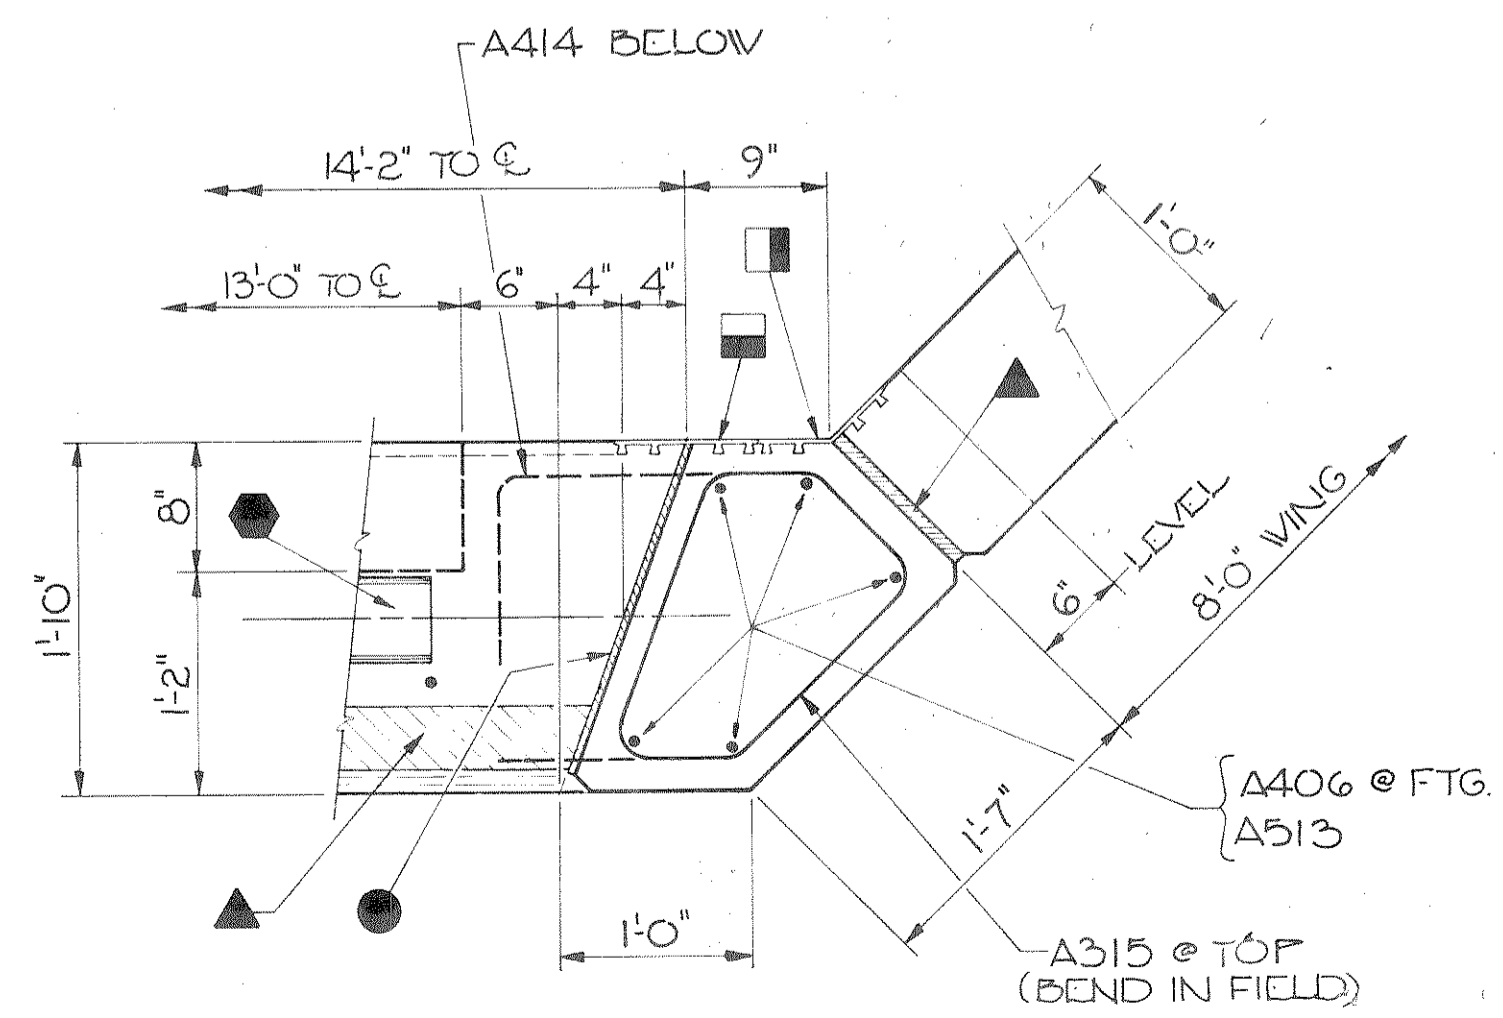 A414 BELOW
14'-2" TO ℄
9"
1'-0"
13'-0" TO ℄
6"
4"
4"
8"
1'-10"
1'-2"
6"
LEVEL
8'-0" WING
1'-7"
A406 @ FTG.
A513
1'-0"
A315 @ TOP
(BEND IN FIELD)